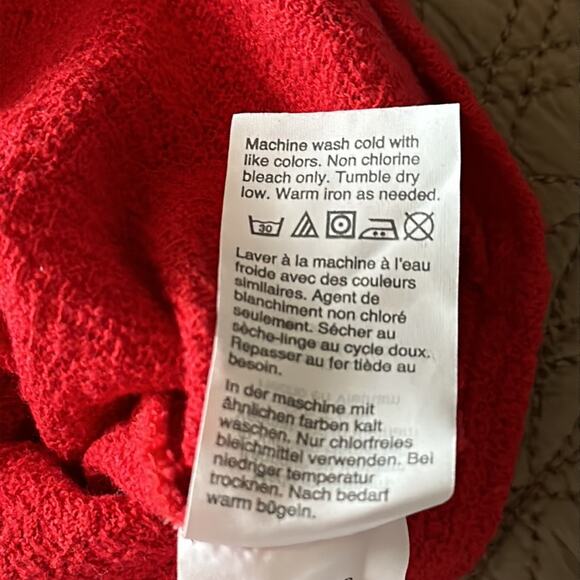 Machine wash cold with
like colors. Non chlorine
bleach only. Tumble dry
low. Warm iron as needed.
30
Laver à la machine à l'eau
froide avec des couleurs
similaires. Agent de
blanchiment non chloré
seulement. Sécher au
sèche-linge au cycle doux.
Repasser au fer tiède au
besoin.
In der maschine mit
ähnlichen farben kalt
waschen. Nur chlorfreies
bleichmittel verwenden. Bei
niedriger temperatur
trocknen. Nach bedarf
warm bügeln.